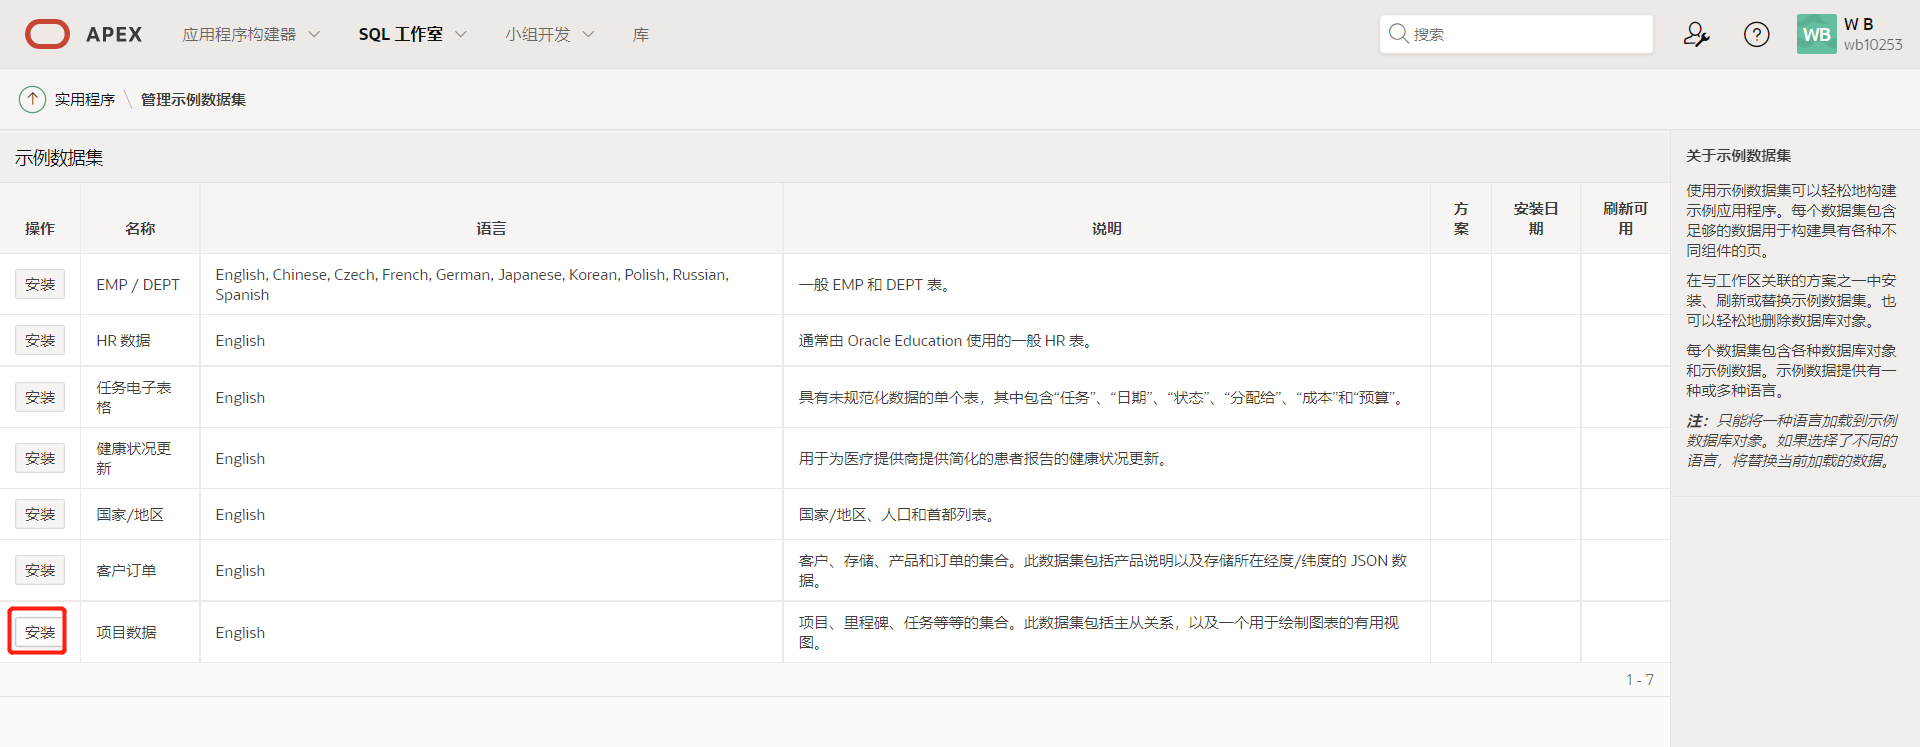 APEX 应用程序构建器 SQL 工作室 小组开发 库 搜索 WB W B
wb10253
实用程序 \ 管理示例数据集
示例数据集
操作 名称 语言 说明 方案 安装日期 刷新可用
安装 EMP / DEPT English, Chinese, Czech, French, German, Japanese, Korean, Polish, Russian,
Spanish 一般 EMP 和 DEPT 表。
安装 HR 数据 English 通常由 Oracle Education 使用的一般 HR 表。
安装 任务电子表格 English 具有未规范化数据的单个表，其中包含“任务”、“日期”、“状态”、“分配给”、“成本”和“预算”。
安装 健康状况更新 English 用于为医疗提供商提供简化的患者报告的健康状况更新。
安装 国家/地区 English 国家/地区、人口和首都列表。
安装 客户订单 English 客户、存储、产品和订单的集合。此数据集包括产品说明以及存储所在经度/纬度的 JSON 数
据。
安装 项目数据 English 项目、里程碑、任务等等的集合。此数据集包括主从关系，以及一个用于绘制图表的有用视
图。
1 - 7
关于示例数据集
使用示例数据集可以轻松地构建
示例应用程序。每个数据集包含
足够的数据用于构建具有各种不
同组件的页。
在与工作区关联的方案之一中安
装、刷新或替换示例数据集。也
可以轻松地删除数据库对象。
每个数据集包含各种数据库对象
和示例数据。示例数据提供有一
种或多种语言。
注：只能将一种语言加载到示例
数据库对象。如果选择了不同的
语言，将替换当前加载的数据。